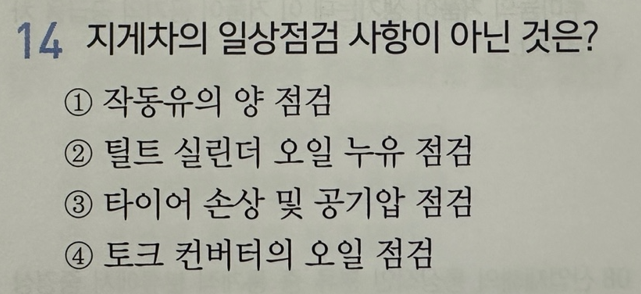 14 지게차의 일상점검 사항이 아닌 것은?
① 작동유의 양 점검
② 틸트 실린더 오일 누유 점검
③ 타이어 손상 및 공기압 점검
④ 토크 컨버터의 오일 점검